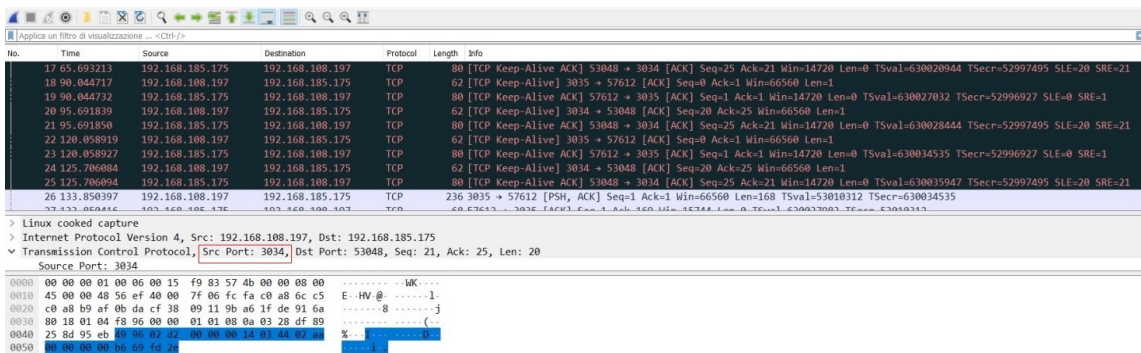 Applica un filtro di visualizzazione ... <Ctrl-/>
No. Time Source Destination Protocol Length Info
17 65.693213 192.168.185.175 192.168.108.197 TCP 80 [TCP Keep-Alive ACK] 53048 → 3034 [ACK] Seq=25 Ack=21 Win=14720 Len=0 TSval=630020944 TSecr=52997495 SLE=20 SRE=21
18 90.044717 192.168.108.197 192.168.185.175 TCP 62 [TCP Keep-Alive] 3035 → 57612 [ACK] Seq=0 Ack=1 Win=66560 Len=1
19 90.044732 192.168.185.175 192.168.108.197 TCP 80 [TCP Keep-Alive ACK] 57612 → 3035 [ACK] Seq=1 Ack=1 Win=14720 Len=0 TSval=630027032 TSecr=52996927 SLE=0 SRE=1
20 95.691839 192.168.108.197 192.168.185.175 TCP 62 [TCP Keep-Alive] 3034 → 53048 [ACK] Seq=20 Ack=25 Win=66560 Len=1
21 95.691850 192.168.185.175 192.168.108.197 TCP 80 [TCP Keep-Alive ACK] 53048 → 3034 [ACK] Seq=25 Ack=21 Win=14720 Len=0 TSval=630028444 TSecr=52997495 SLE=20 SRE=21
22 120.058919 192.168.108.197 192.168.185.175 TCP 62 [TCP Keep-Alive] 3035 → 57612 [ACK] Seq=0 Ack=1 Win=66560 Len=1
23 120.058927 192.168.185.175 192.168.108.197 TCP 80 [TCP Keep-Alive ACK] 57612 → 3035 [ACK] Seq=1 Ack=1 Win=14720 Len=0 TSval=630034535 TSecr=52996927 SLE=0 SRE=1
24 125.706084 192.168.108.197 192.168.185.175 TCP 62 [TCP Keep-Alive] 3034 → 53048 [ACK] Seq=20 Ack=25 Win=66560 Len=1
25 125.706094 192.168.185.175 192.168.108.197 TCP 80 [TCP Keep-Alive ACK] 53048 → 3034 [ACK] Seq=25 Ack=21 Win=14720 Len=0 TSval=630035947 TSecr=52997495 SLE=20 SRE=21
26 133.850397 192.168.108.197 192.168.185.175 TCP 236 3035 → 57612 [PSH, ACK] Seq=1 Ack=1 Win=66560 Len=168 TSval=53010312 TSecr=630034535
> Linux cooked capture
> Internet Protocol Version 4, Src: 192.168.108.197, Dst: 192.168.185.175
Transmission Control Protocol, Src Port: 3034, Dst Port: 53048, Seq: 21, Ack: 25, Len: 20
Source Port: 3034
0000 00 00 00 01 00 06 00 15 f9 83 57 4b 00 00 08 00 ········ ··WK····
0010 45 00 00 48 56 ef 40 00 7f 06 fc fa c0 a8 6c c5 E··HV·@· ······l·
0020 c0 a8 b9 af 0b da cf 38 09 11 9b a6 1f de 91 6a ·······8 ·······j
0030 80 18 01 04 f8 96 00 00 01 01 08 0a 03 28 df 89 ········ ·····(··
0040 25 8d 95 eb 49 96 02 d2 00 00 00 14 03 44 02 aa %···I··· ·····D··
0050 00 00 00 00 b6 69 fd 2e ·····i·.